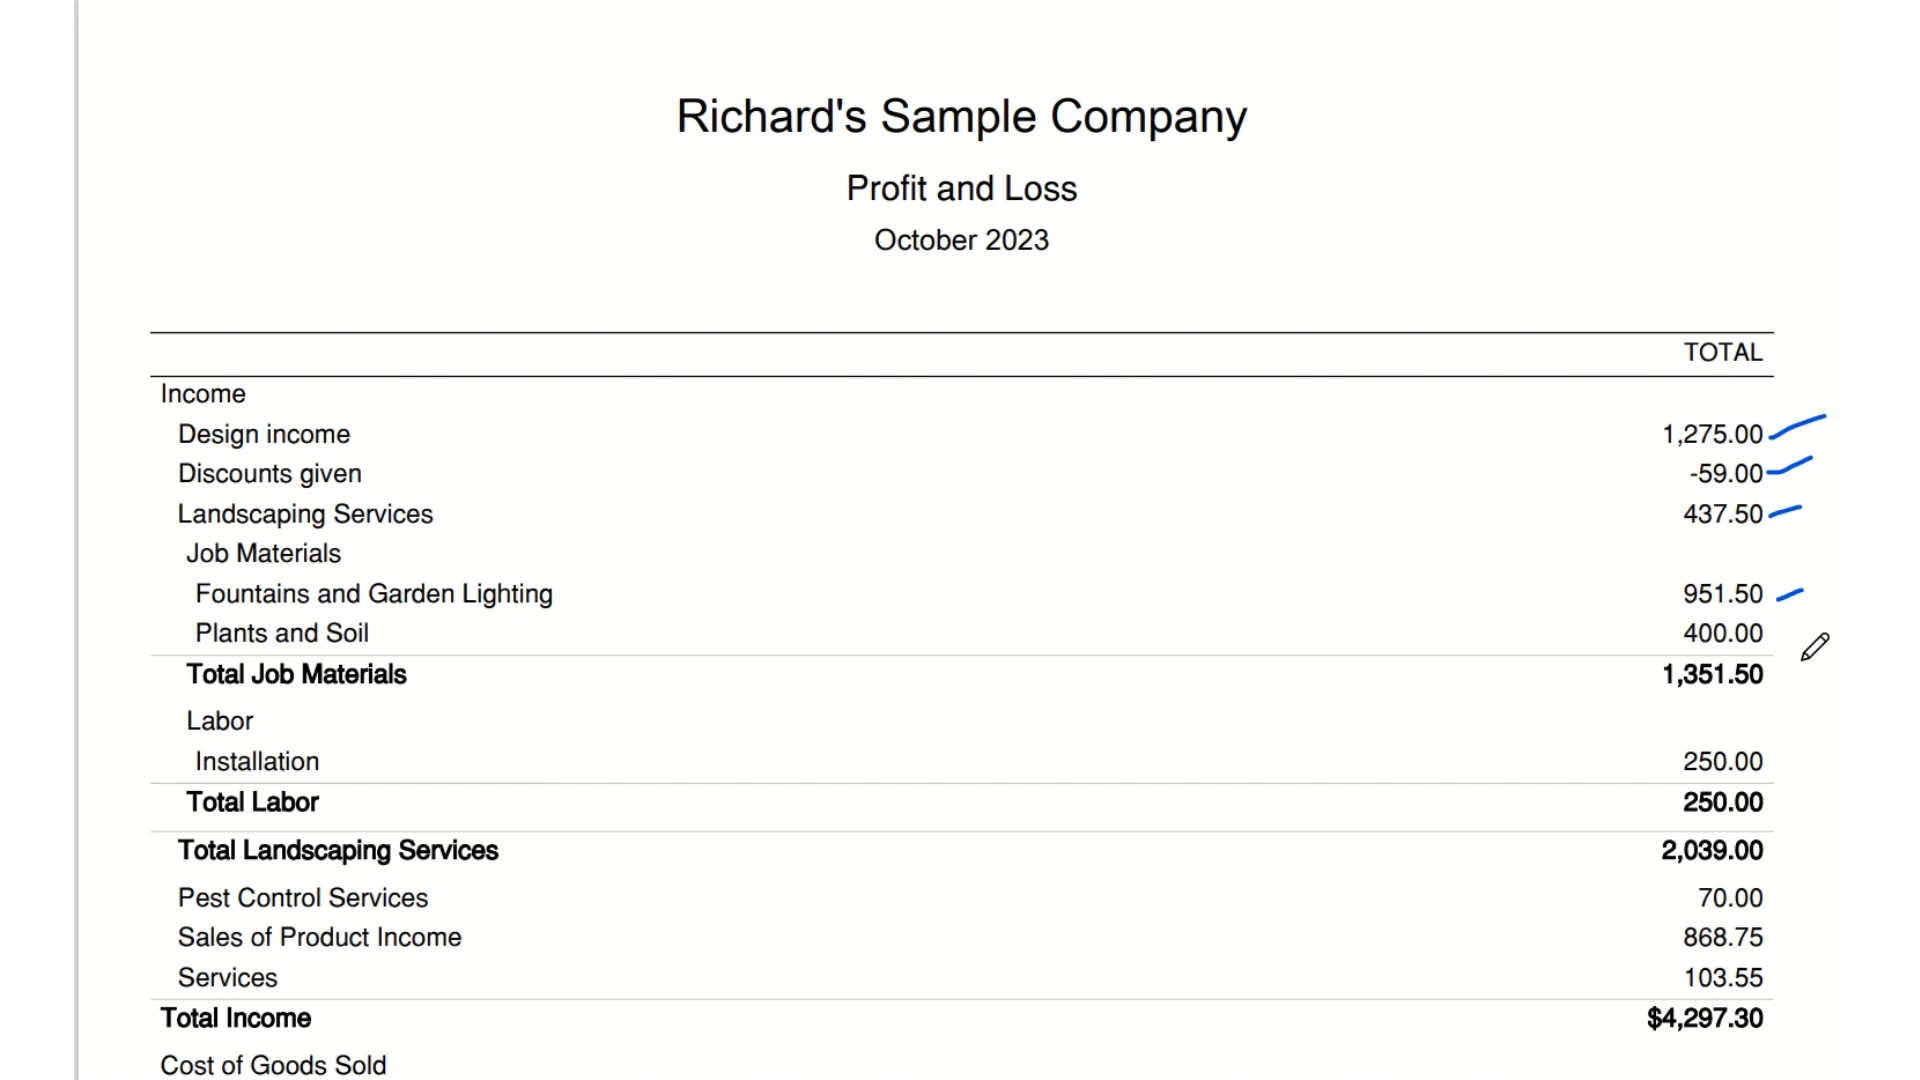 Richard's Sample Company
Profit and Loss
October 2023
TOTAL
Income
Design income 1,275.00
Discounts given -59.00
Landscaping Services 437.50
Job Materials
Fountains and Garden Lighting 951.50
Plants and Soil 400.00
Total Job Materials 1,351.50
Labor
Installation 250.00
Total Labor 250.00
Total Landscaping Services 2,039.00
Pest Control Services 70.00
Sales of Product Income 868.75
Services 103.55
Total Income $4,297.30
Cost of Goods Sold